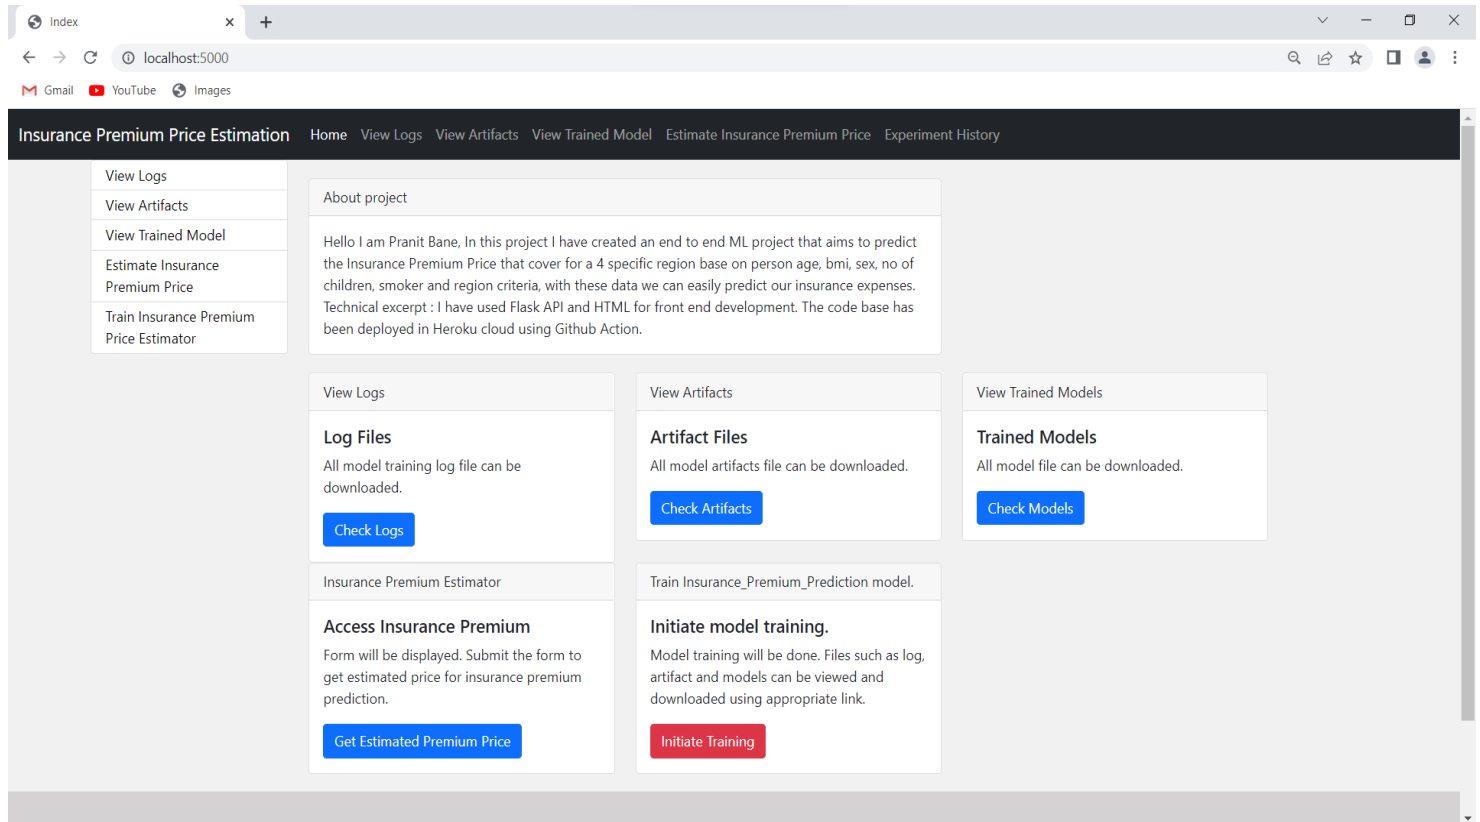 Index
localhost:5000
Gmail YouTube Images
Insurance Premium Price Estimation Home View Logs View Artifacts View Trained Model Estimate Insurance Premium Price Experiment History
View Logs
View Artifacts
View Trained Model
Estimate Insurance
Premium Price
Train Insurance Premium
Price Estimator
About project
Hello I am Pranit Bane, In this project I have created an end to end ML project that aims to predict
the Insurance Premium Price that cover for a 4 specific region base on person age, bmi, sex, no of
children, smoker and region criteria, with these data we can easily predict our insurance expenses.
Technical excerpt : I have used Flask API and HTML for front end development. The code base has
been deployed in Heroku cloud using Github Action.
View Logs
Log Files
All model training log file can be
downloaded.
Check Logs
View Artifacts
Artifact Files
All model artifacts file can be downloaded.
Check Artifacts
View Trained Models
Trained Models
All model file can be downloaded.
Check Models
Insurance Premium Estimator
Access Insurance Premium
Form will be displayed. Submit the form to
get estimated price for insurance premium
prediction.
Get Estimated Premium Price
Train Insurance_Premium_Prediction model.
Initiate model training.
Model training will be done. Files such as log,
artifact and models can be viewed and
downloaded using appropriate link.
Initiate Training